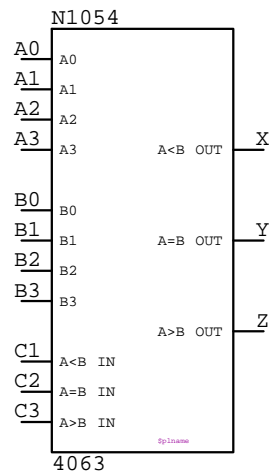 N1054
A0 A0
A1 A1
A2 A2
A3 A3
A<B OUT X
B0 B0
B1 B1
A=B OUT Y
B2 B2
B3 B3
A>B OUT Z
C1 A<B IN
C2 A=B IN
C3 A>B IN
$plname
4063